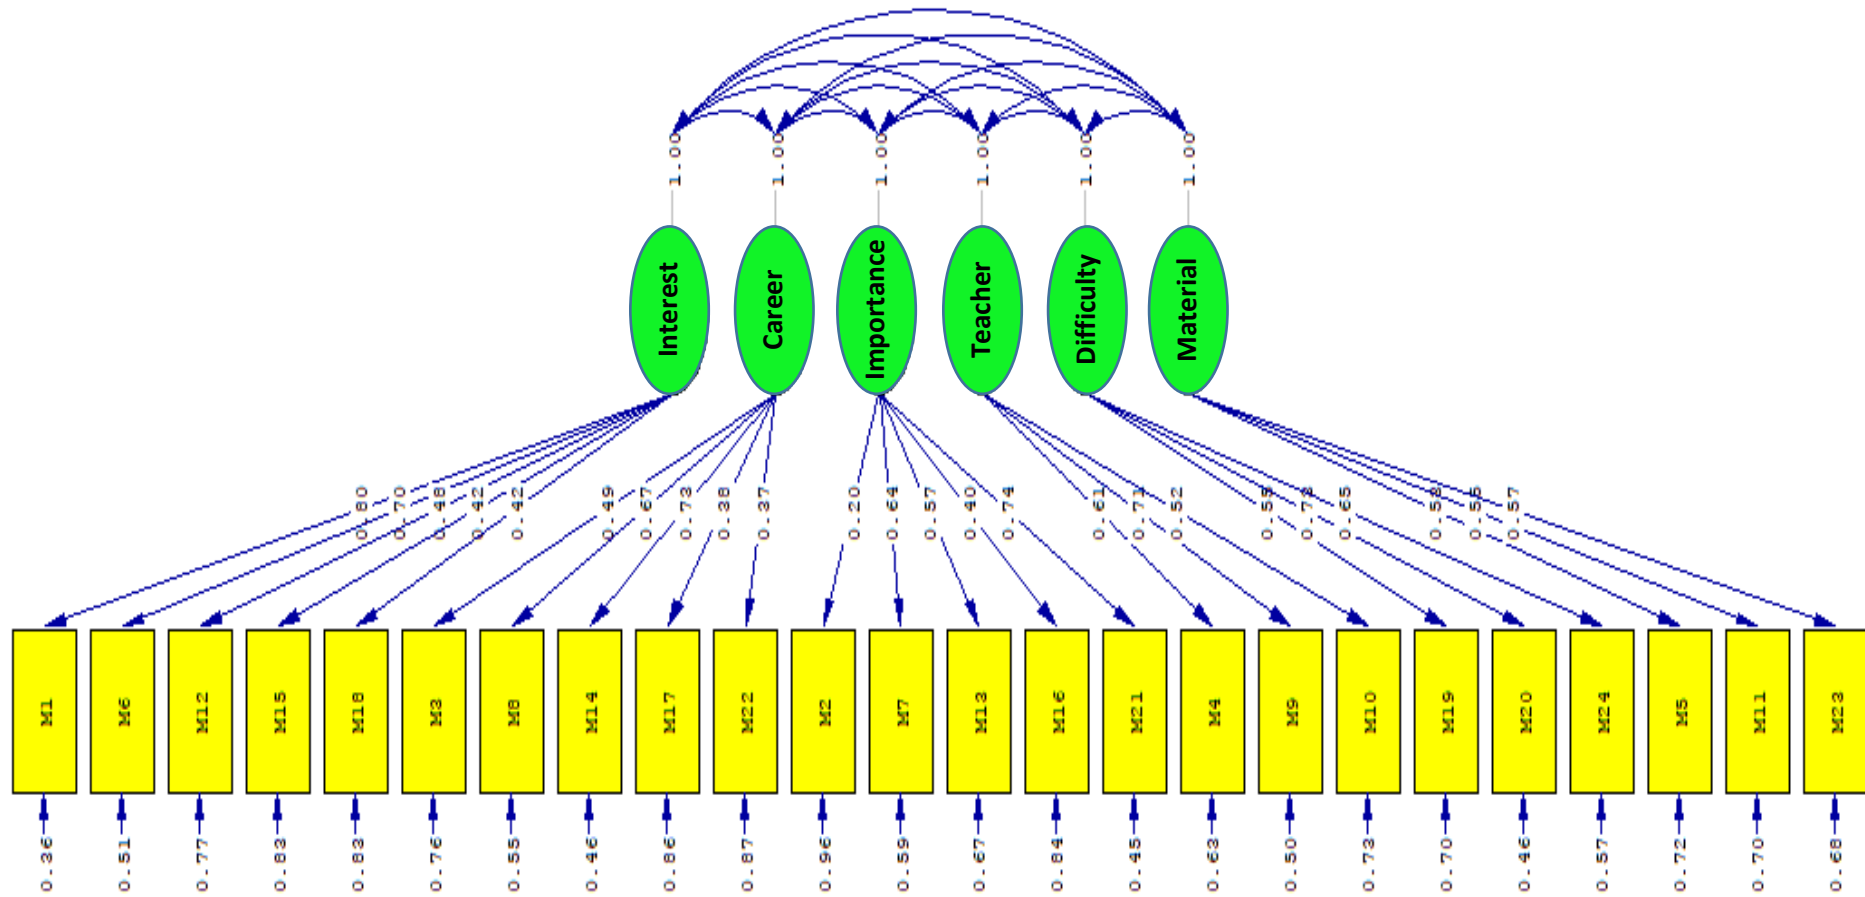 1.00 1.00 1.00 1.00 1.00 1.00
Interest Career Importance Teacher Difficulty Material
0.80 0.70 0.48 0.42 0.42 0.49 0.67 0.73 0.38 0.37 0.20 0.64 0.57 0.40 0.74 0.61 0.71 0.52 0.55 0.73 0.65 0.53 0.55 0.57
M1 M6 M12 M15 M18 M3 M8 M14 M17 M22 M2 M7 M13 M16 M21 M4 M9 M10 M19 M20 M24 M5 M11 M23
0.36 0.51 0.77 0.83 0.83 0.76 0.55 0.46 0.86 0.87 0.96 0.59 0.67 0.84 0.45 0.63 0.50 0.73 0.70 0.46 0.57 0.72 0.70 0.68